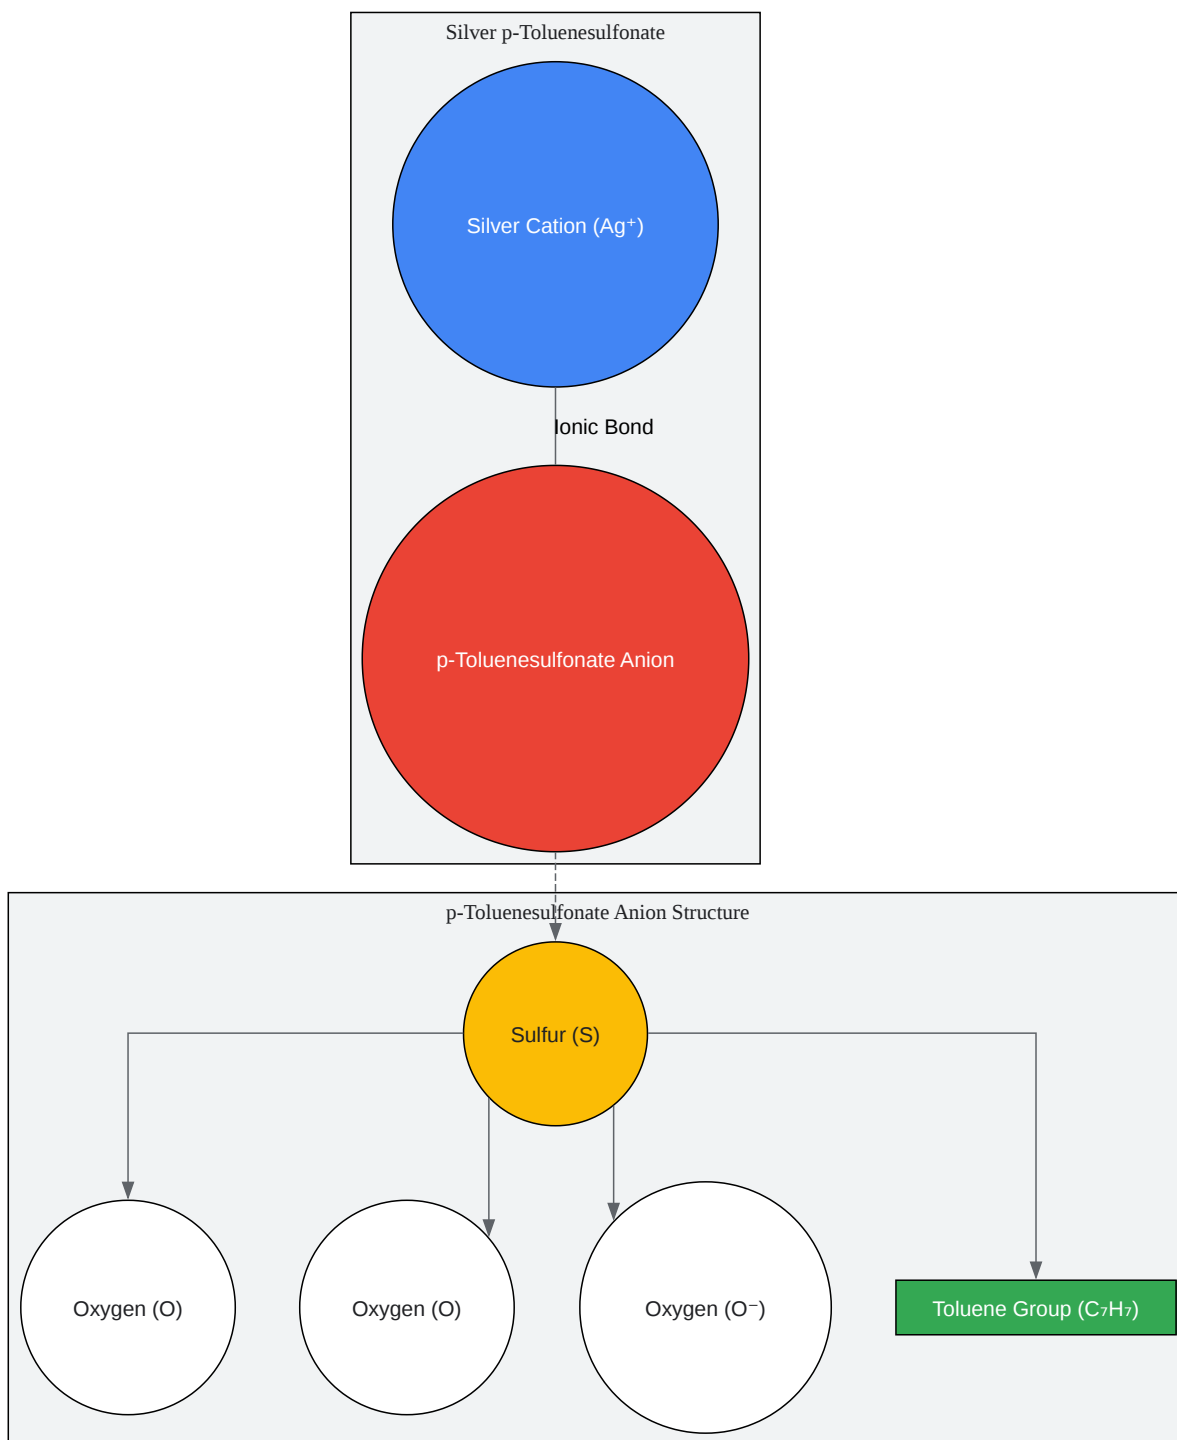 Silver p-Toluenesulfonate
Silver Cation (Ag⁺)
Ionic Bond
p-Toluenesulfonate Anion
p-Toluenesulfonate Anion Structure
Sulfur (S)
Oxygen (O)
Oxygen (O)
Oxygen (O⁻)
Toluene Group (C₇H₇)